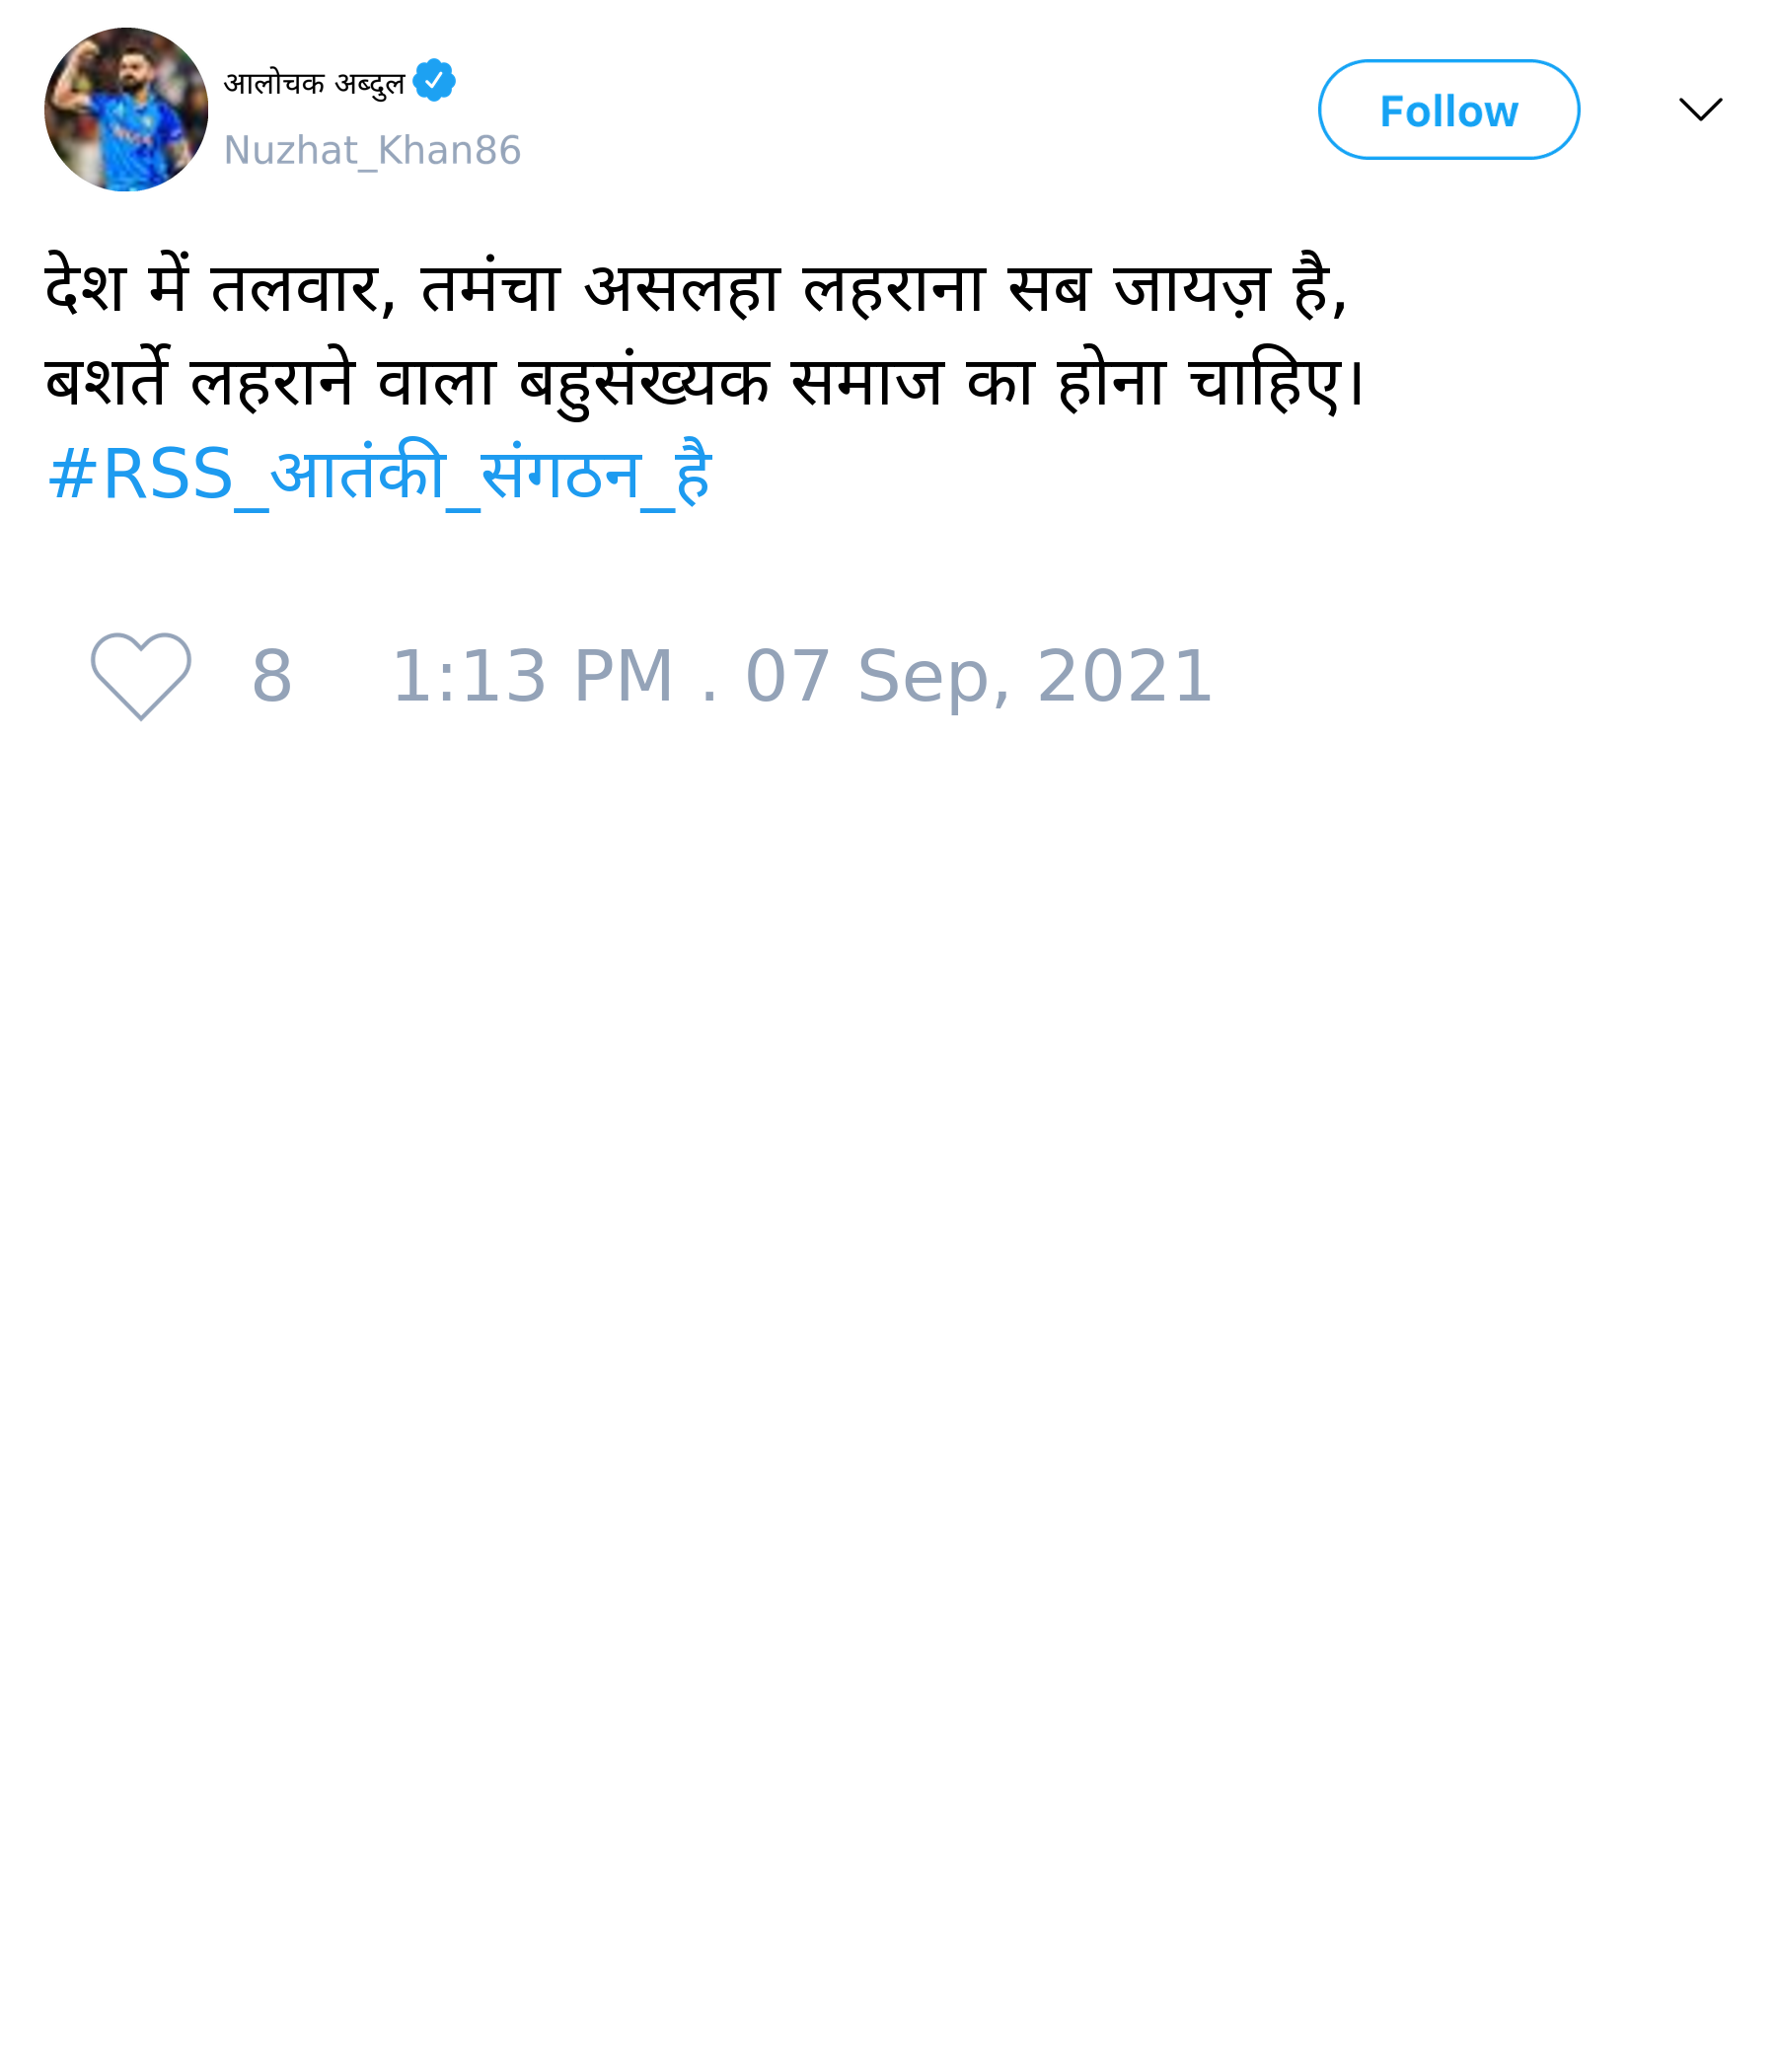 आलोचक अब्दुल
Nuzhat_Khan86
Follow
देश में तलवार, तमंचा असलहा लहराना सब जायज़ है,
बशर्ते लहराने वाला बहुसंख्यक समाज का होना चाहिए।
#RSS_आतंकी_संगठन_है
8 1:13 PM . 07 Sep, 2021